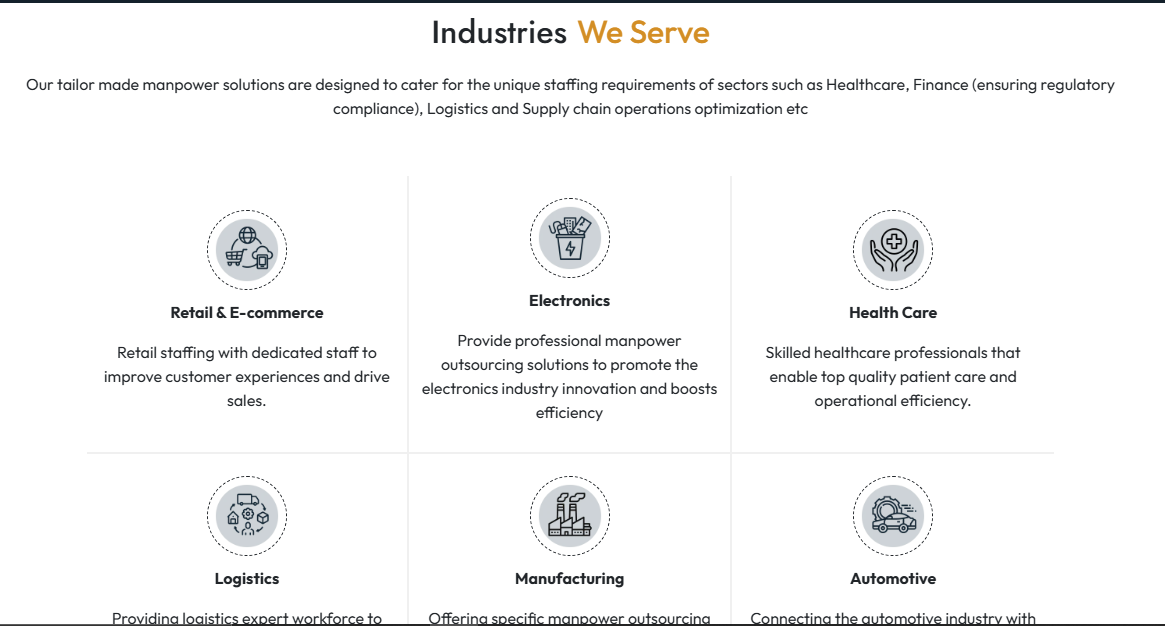 Industries We Serve
Our tailor made manpower solutions are designed to cater for the unique staffing requirements of sectors such as Healthcare, Finance (ensuring regulatory
compliance), Logistics and Supply chain operations optimization etc
Retail & E-commerce
Retail staffing with dedicated staff to
improve customer experiences and drive
sales.
Electronics
Provide professional manpower
outsourcing solutions to promote the
electronics industry innovation and boosts
efficiency
Health Care
Skilled healthcare professionals that
enable top quality patient care and
operational efficiency.
Logistics
Providing logistics expert workforce to
Manufacturing
Offering specific manpower outsourcing
Automotive
Connecting the automotive industry with